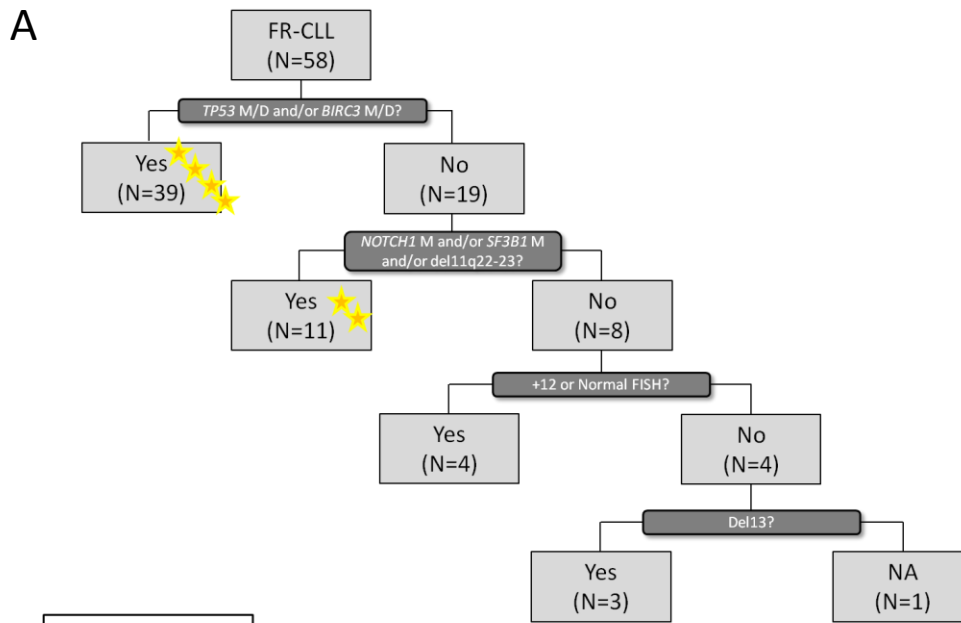 A
FR-CLL
(N=58)
TP53 M/D and/or BIRC3 M/D?
Yes
(N=39)
No
(N=19)
NOTCH1 M and/or SF3B1 M
and/or del11q22-23?
Yes
(N=11)
No
(N=8)
+12 or Normal FISH?
Yes
(N=4)
No
(N=4)
Del13?
Yes
(N=3)
NA
(N=1)